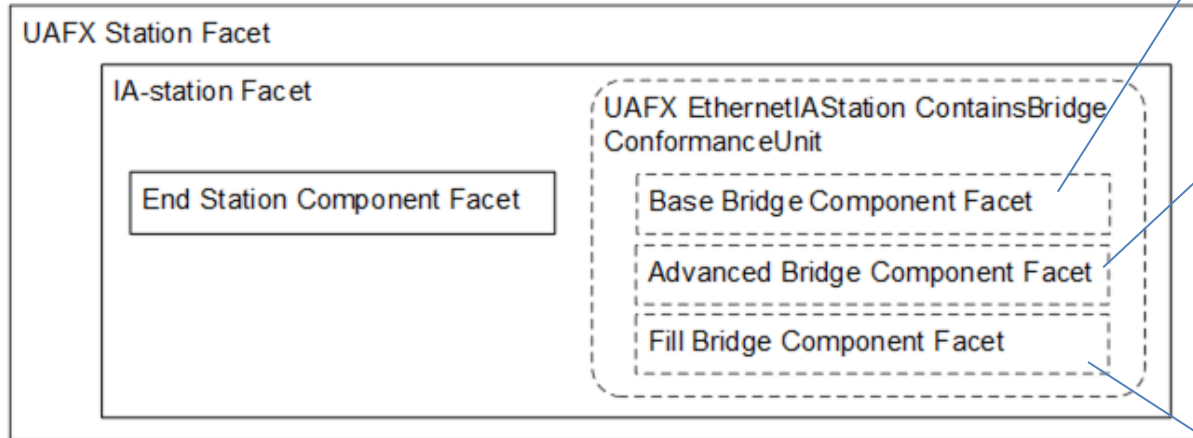 UAFX Station Facet
IA-station Facet
UAFX EthernetIAStation ContainsBridge
ConformanceUnit
End Station Component Facet
Base Bridge Component Facet
Advanced Bridge Component Facet
Fill Bridge Component Facet